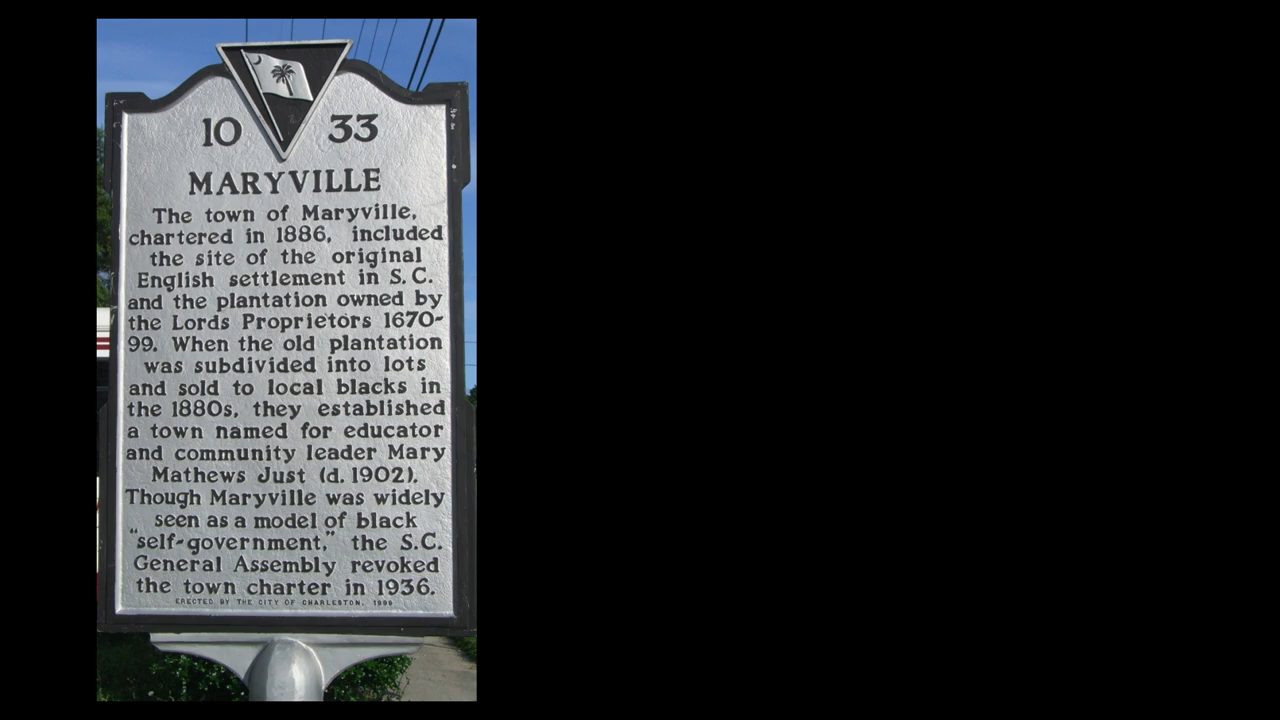 10 33
MARYVILLE
The town of Maryville,
chartered in 1886, included
the site of the original
English settlement in S.C.
and the plantation owned by
the Lords Proprietors 1670-
99. When the old plantation
was subdivided into lots
and sold to local blacks in
the 1880s, they established
a town named for educator
and community leader Mary
Mathews Just (d. 1902).
Though Maryville was widely
seen as a model of black
"self-government," the S.C.
General Assembly revoked
the town charter in 1936.
ERECTED BY THE CITY OF CHARLESTON, 1999